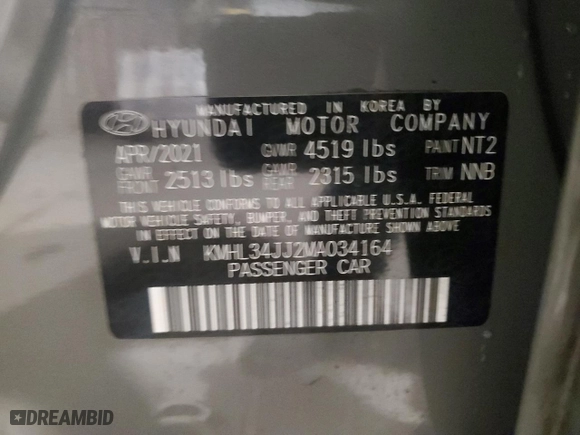 MANUFACTURED IN KOREA BY
HYUNDAI MOTOR COMPANY
APR/2021 GVWR 4519 lbs PAINT NT2
GAWR FRONT 2513 lbs GAWR REAR 2315 lbs TRIM NNB
THIS VEHICLE CONFORMS TO ALL APPLICABLE U.S.A. FEDERAL
MOTOR VEHICLE SAFETY, BUMPER, AND THEFT PREVENTION STANDARDS
IN EFFECT ON THE DATE OF MANUFACTURE SHOWN ABOVE.
V.I.N KMHL34JJ2MA034164
PASSENGER CAR
DREAMBID